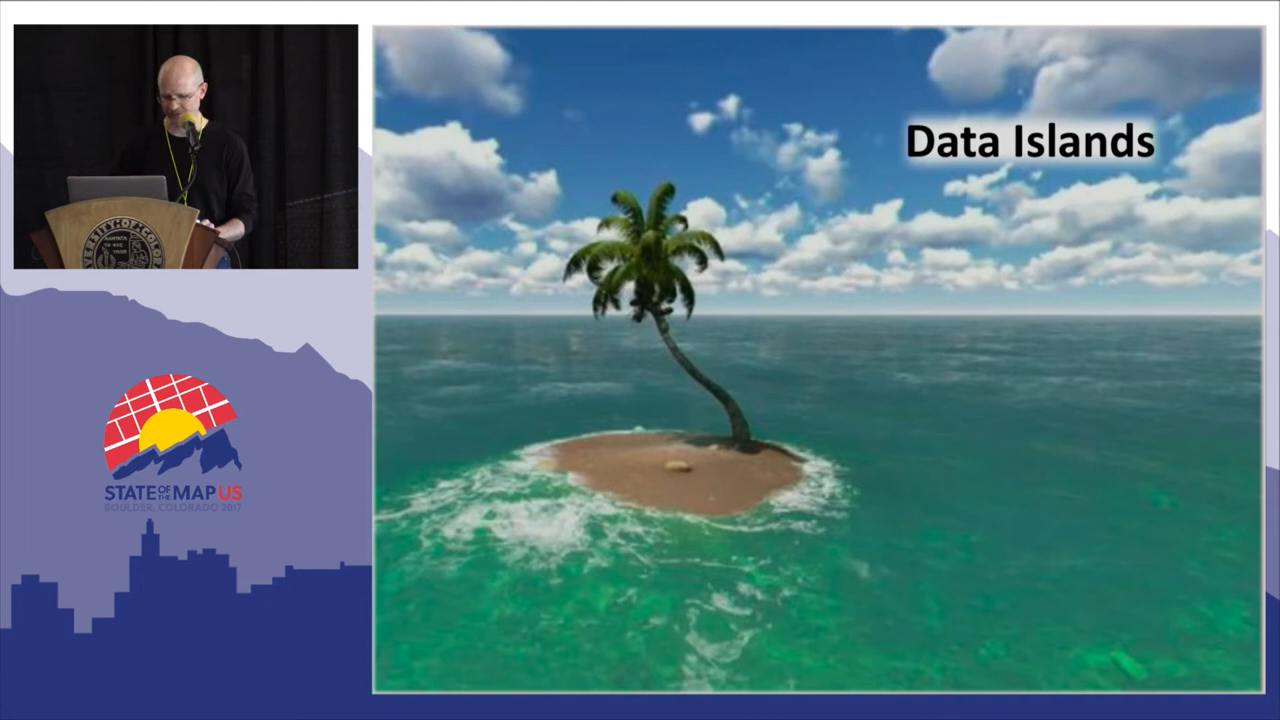 Data Islands
STATE OF THE MAP US
BOULDER, COLORADO 2017